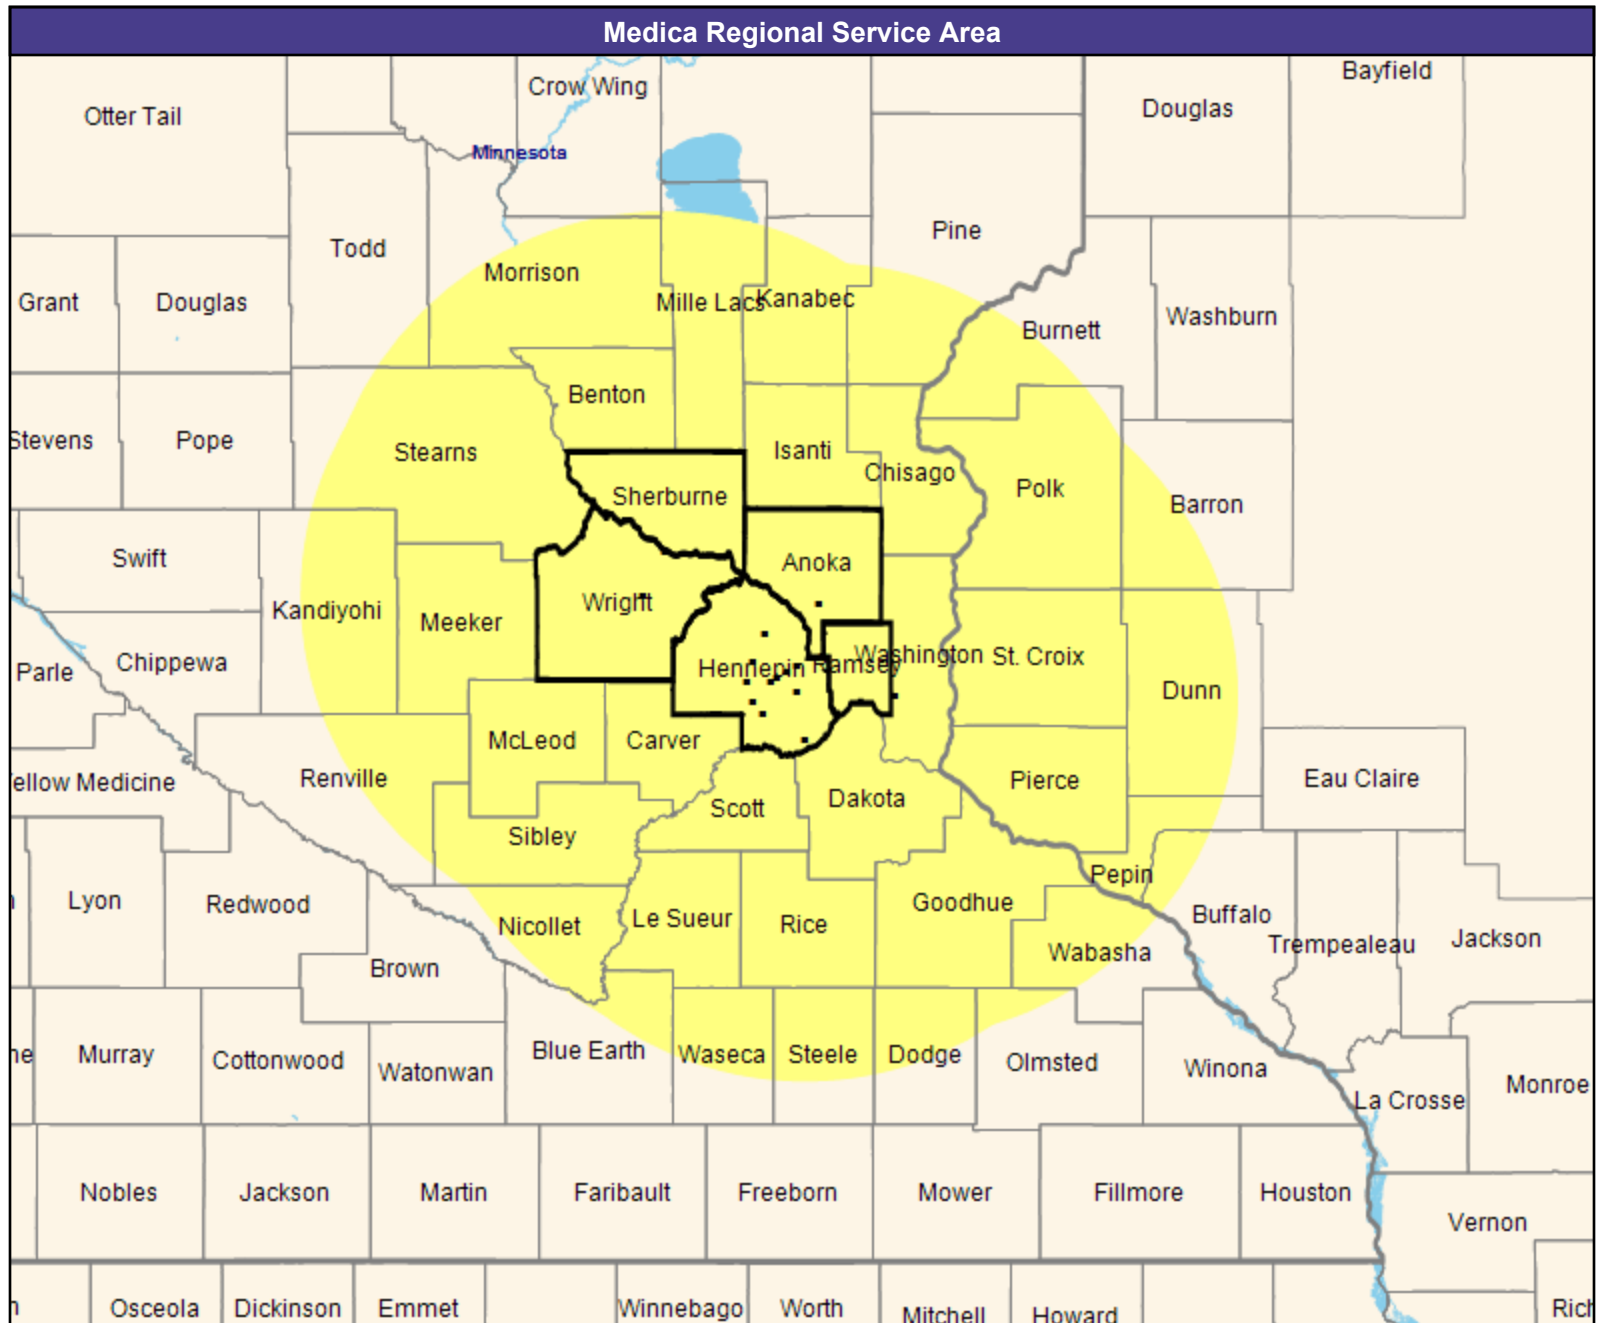 Medica Regional Service Area
Bayfield
Crow Wing
Otter Tail
Douglas
Minnesota
Pine
Todd
Morrison
Grant
Douglas
Mille Lacs
Kanabec
Burnett
Washburn
Benton
Stevens
Pope
Stearns
Isanti
Chisago
Polk
Barron
Sherburne
Swift
Anoka
Wright
Kandiyohi
Meeker
Parle
Chippewa
Hennepin
Ramsey
Washington
St. Croix
Dunn
McLeod
Carver
Yellow Medicine
Renville
Pierce
Eau Claire
Scott
Dakota
Sibley
Pepin
Lyon
Redwood
Nicollet
Le Sueur
Rice
Goodhue
Buffalo
Trempealeau
Jackson
Brown
Wabasha
ne
Murray
Cottonwood
Watonwan
Blue Earth
Waseca
Steele
Dodge
Olmsted
Winona
La Crosse
Monroe
Nobles
Jackson
Martin
Faribault
Freeborn
Mower
Fillmore
Houston
Vernon
Osceola
Dickinson
Emmet
Winnebago
Worth
Mitchell
Howard
Rich